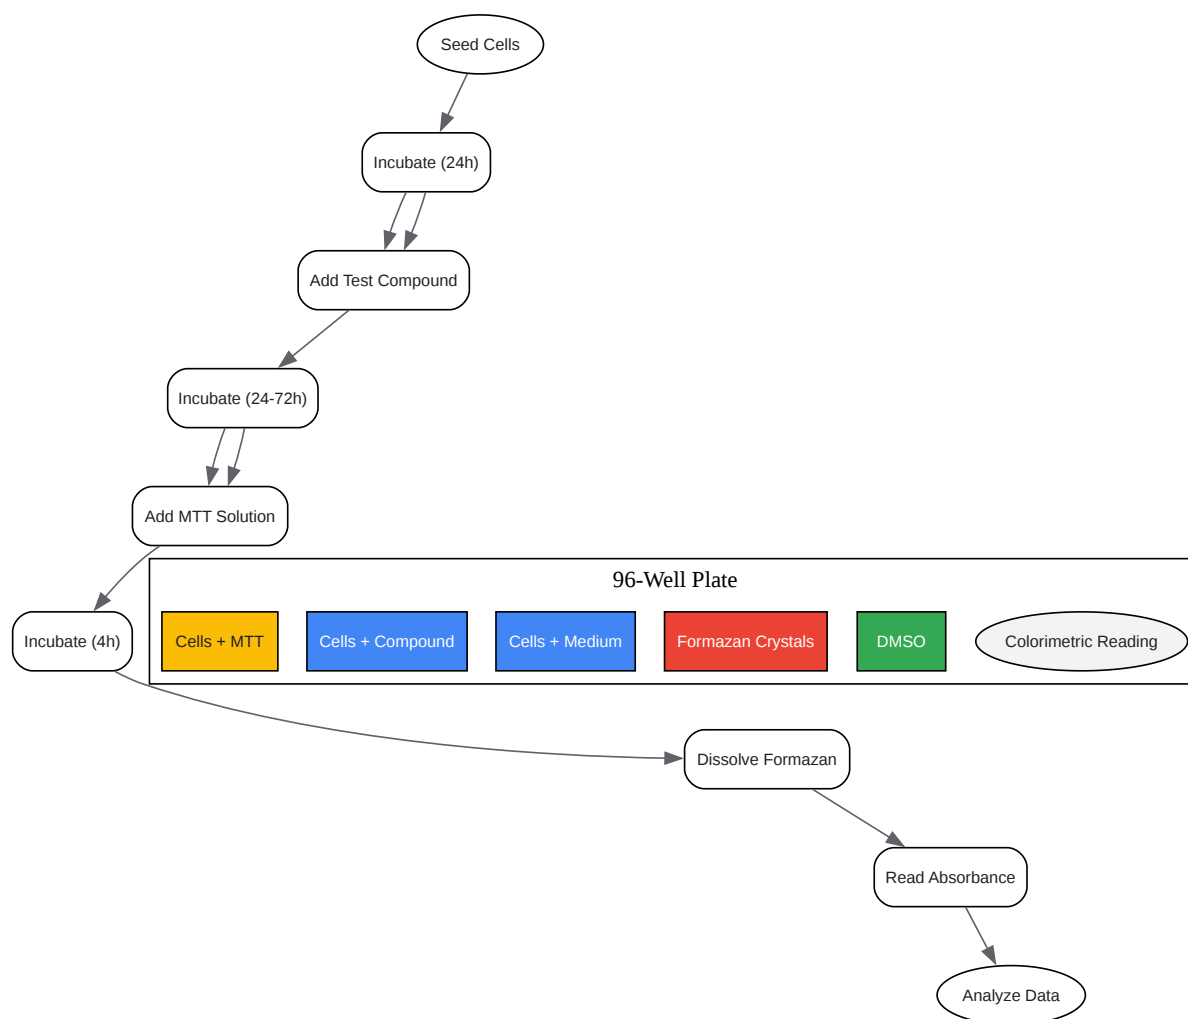 Seed Cells
Incubate (24h)
Add Test Compound
Incubate (24-72h)
Add MTT Solution
96-Well Plate
Incubate (4h)
Cells + MTT
Cells + Compound
Cells + Medium
Formazan Crystals
DMSO
Colorimetric Reading
Dissolve Formazan
Read Absorbance
Analyze Data